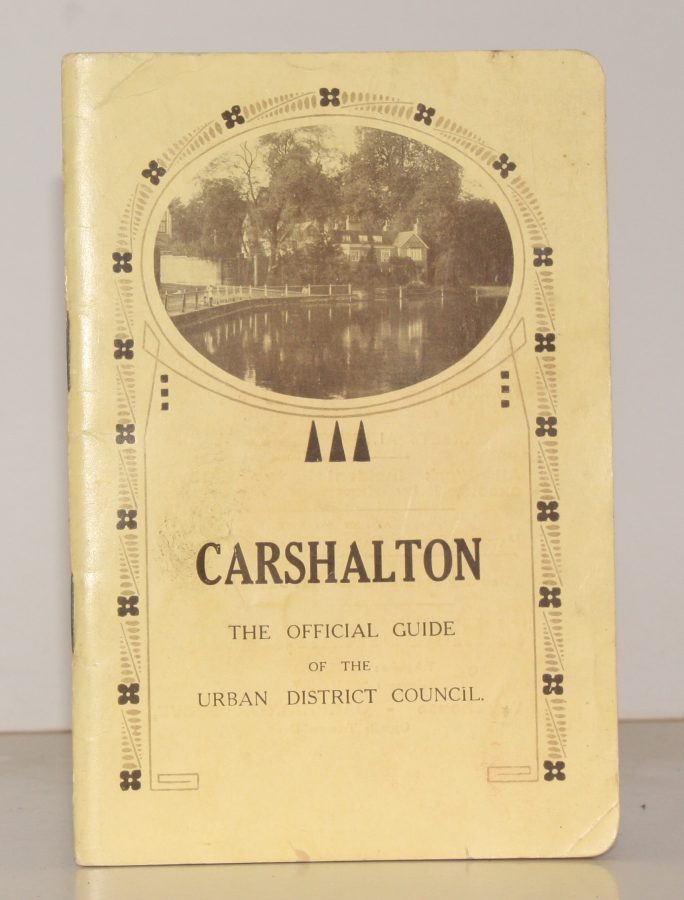 CARSHALTON
THE OFFICIAL GUIDE
OF THE
URBAN DISTRICT COUNCIL.